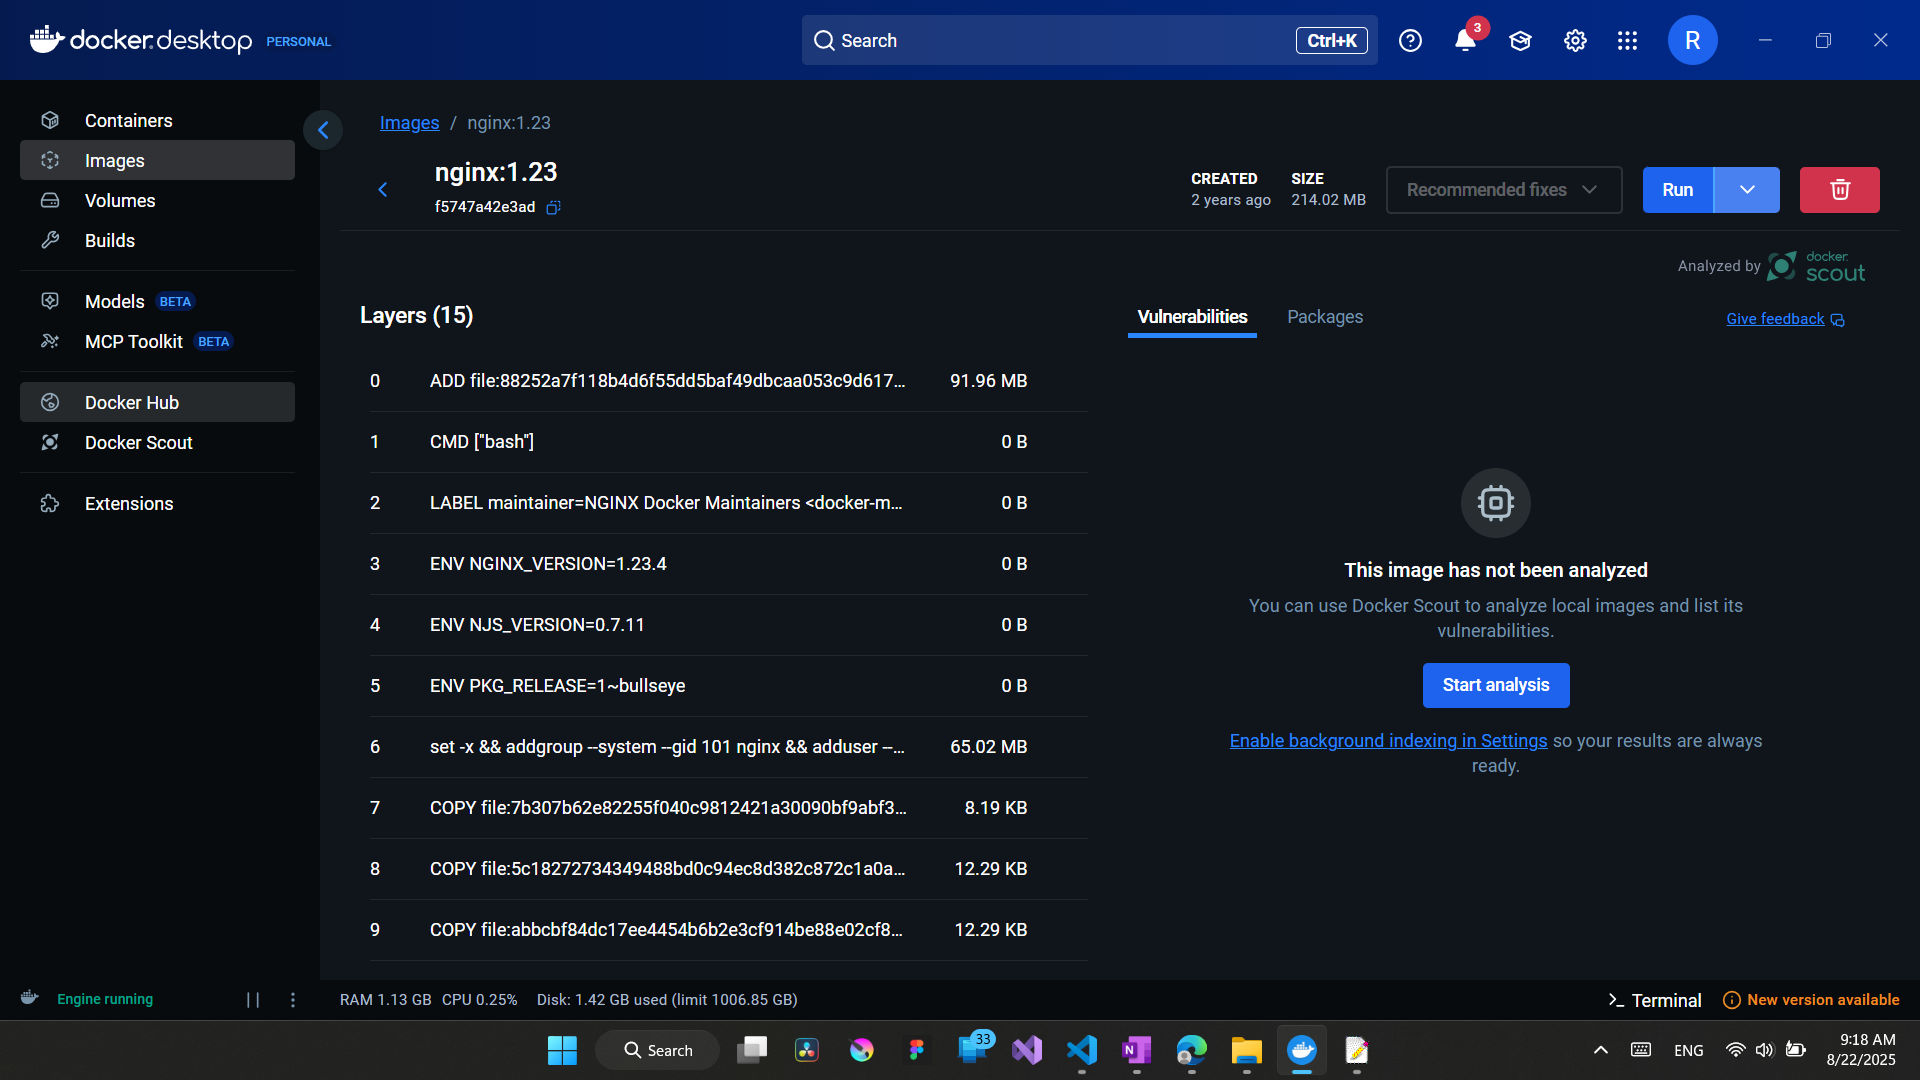 docker.desktop PERSONAL
Search
Ctrl+K
3
R
Containers
Images
Volumes
Builds
Models BETA
MCP Toolkit BETA
Docker Hub
Docker Scout
Extensions
Images / nginx:1.23
nginx:1.23
f5747a42e3ad
CREATED
2 years ago
SIZE
214.02 MB
Recommended fixes
Run
Analyzed by docker scout
Layers (15)
0 ADD file:88252a7f118b4d6f55dd5baf49dbcaa053c9d617... 91.96 MB
1 CMD ["bash"] 0 B
2 LABEL maintainer=NGINX Docker Maintainers <docker-m... 0 B
3 ENV NGINX_VERSION=1.23.4 0 B
4 ENV NJS_VERSION=0.7.11 0 B
5 ENV PKG_RELEASE=1~bullseye 0 B
6 set -x && addgroup --system --gid 101 nginx && adduser --... 65.02 MB
7 COPY file:7b307b62e82255f040c9812421a30090bf9abf3... 8.19 KB
8 COPY file:5c18272734349488bd0c94ec8d382c872c1a0a... 12.29 KB
9 COPY file:abbcbf84dc17ee4454b6b2e3cf914be88e02cf8... 12.29 KB
Vulnerabilities
Packages
Give feedback
This image has not been analyzed
You can use Docker Scout to analyze local images and list its
vulnerabilities.
Start analysis
Enable background indexing in Settings so your results are always
ready.
Engine running
RAM 1.13 GB CPU 0.25% Disk: 1.42 GB used (limit 1006.85 GB)
Terminal
New version available
Search
33
ENG
9:18 AM
8/22/2025